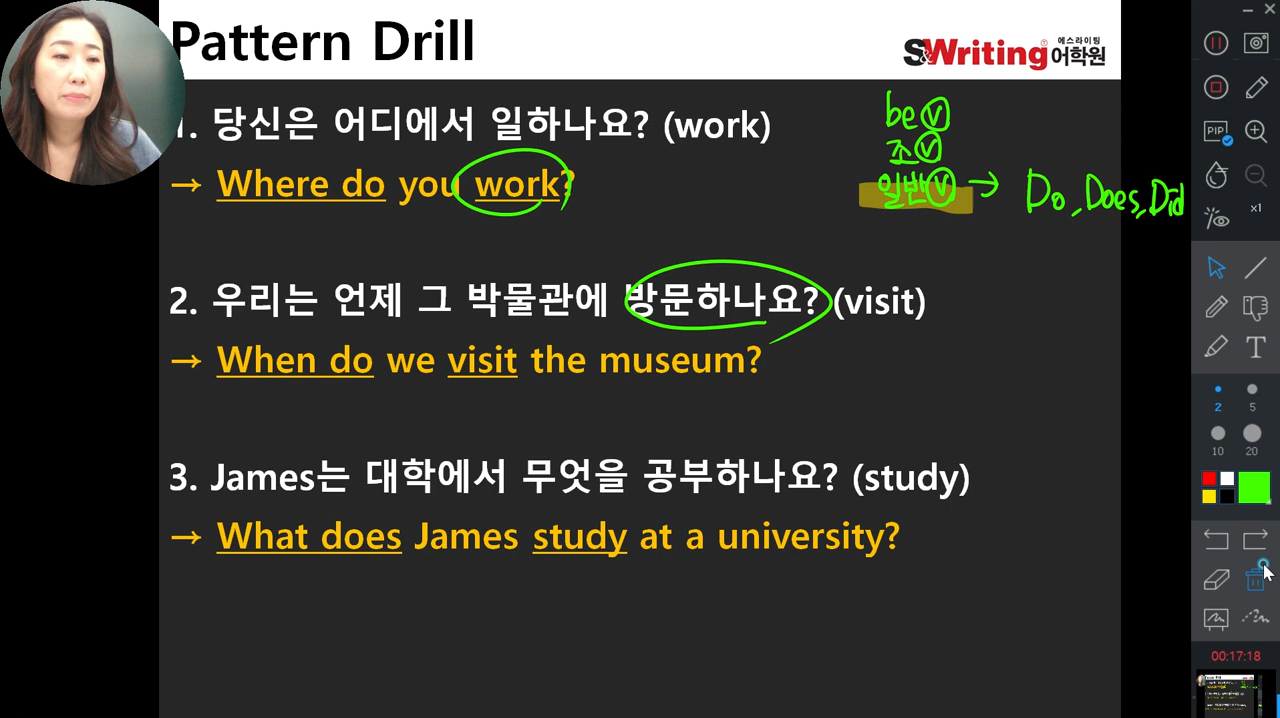 Pattern Drill
S&Writing 어학원
에스라이팅
1. 당신은 어디에서 일하나요? (work)
→ Where do you work?
be ⓥ
조 ⓥ
일반 ⓥ → Do, Does, Did
2. 우리는 언제 그 박물관에 방문하나요? (visit)
→ When do we visit the museum?
3. James는 대학에서 무엇을 공부하나요? (study)
→ What does James study at a university?
PIP
x1
T
2 5
10 20
00:17:18